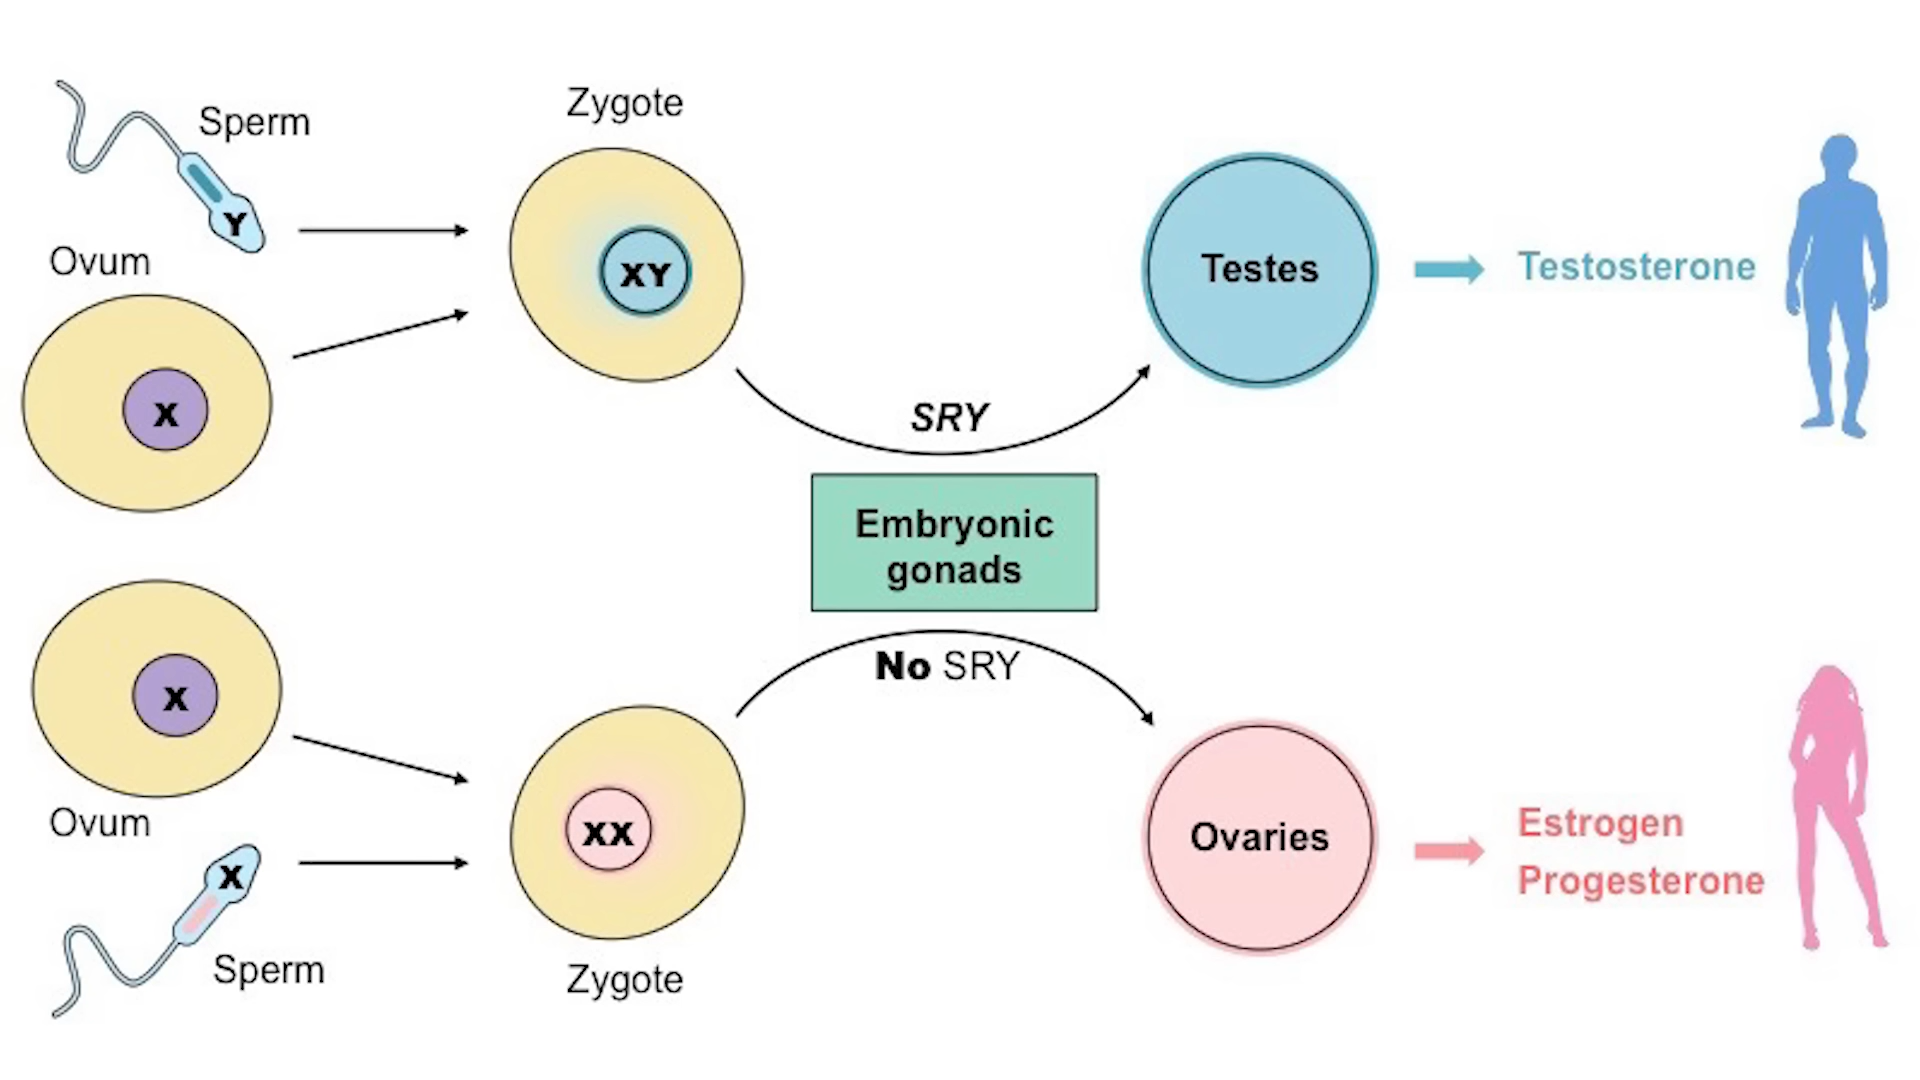 Sperm
Y
Ovum
X
Zygote
XY
SRY
Testes
Testosterone
Embryonic
gonads
X
Ovum
X
Sperm
XX
Zygote
No SRY
Ovaries
Estrogen
Progesterone